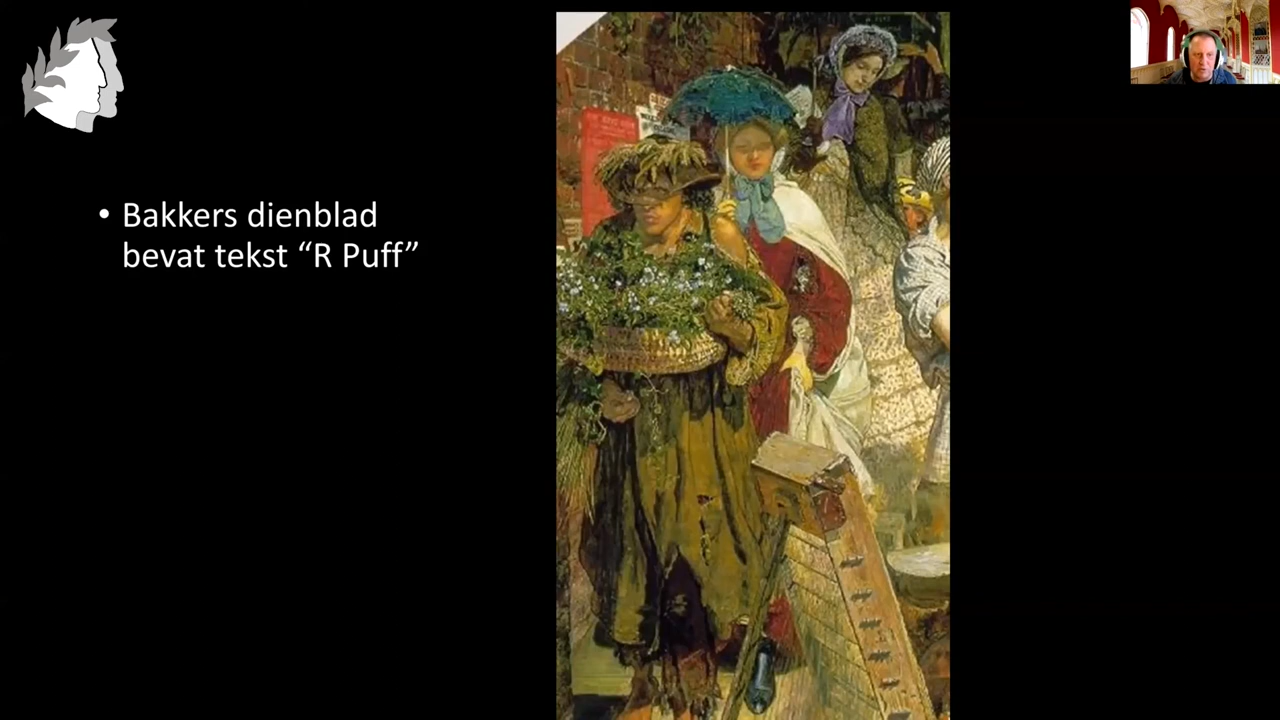 • Bakkers dienblad
bevat tekst “R Puff”